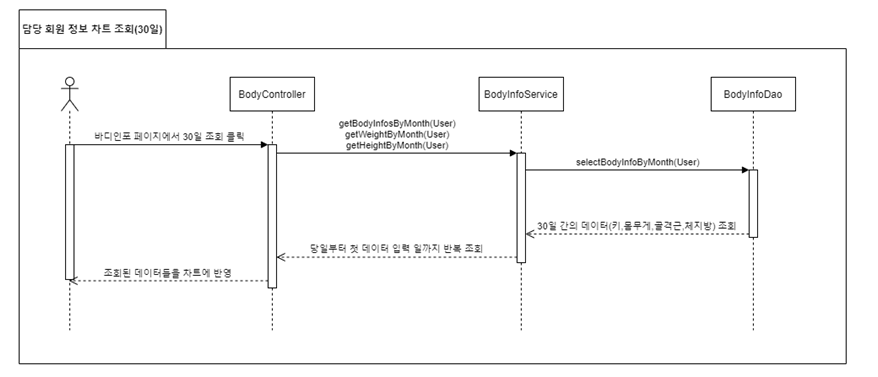 담당 회원 정보 차트 조회(30일)
BodyController
BodyInfoService
BodyInfoDao
바디인포 페이지에서 30일 조회 클릭
getBodyInfosByMonth(User)
getWeightByMonth(User)
getHeightByMonth(User)
selectBodyInfoByMonth(User)
30일 간의 데이터(키,몸무게,골격근,체지방) 조회
당일부터 첫 데이터 입력 일까지 반복 조회
조회된 데이터들을 차트에 반영